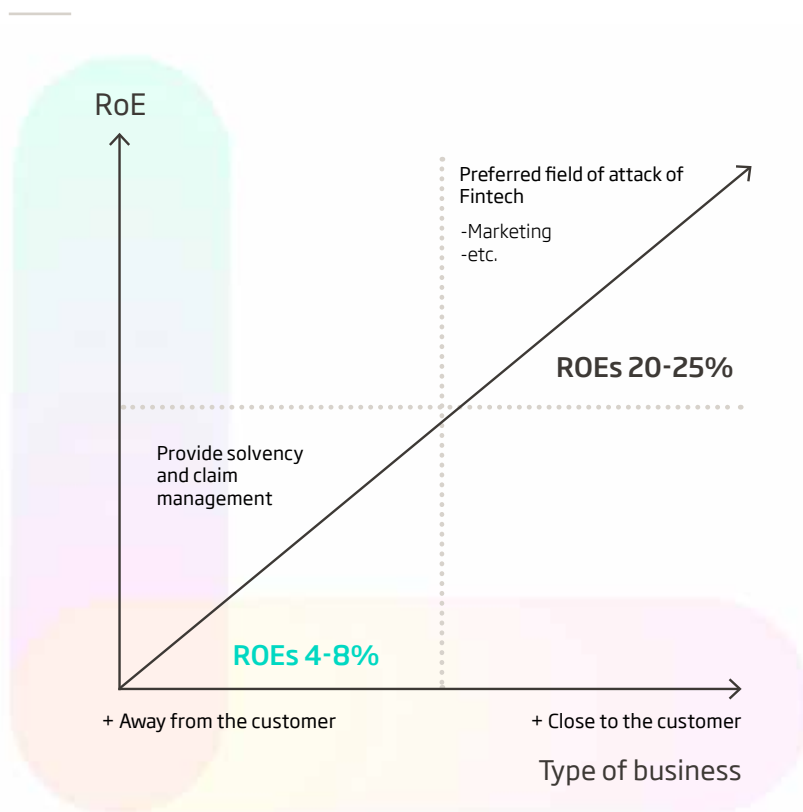 RoE
Preferred field of attack of
Fintech
-Marketing
-etc.
ROEs 20-25%
Provide solvency
and claim
management
ROEs 4-8%
+ Away from the customer
+ Close to the customer
Type of business